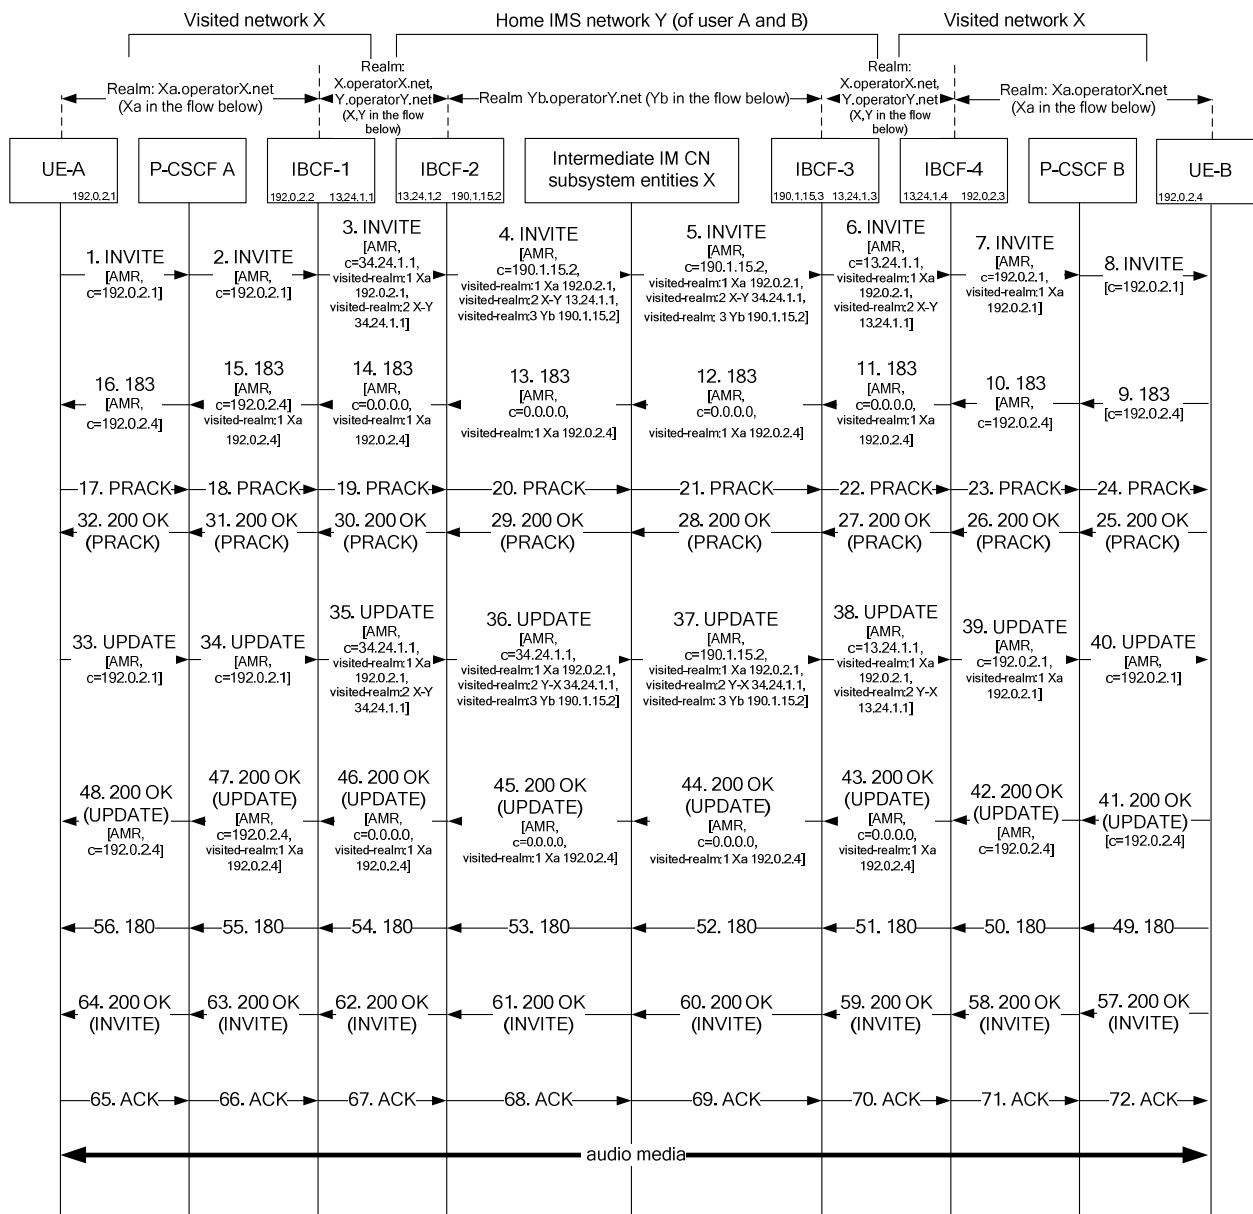 Visited network X
Home IMS network Y (of user A and B)
Visited network X
Realm: Xa.operatorX.net
(Xa in the flow below)
Realm:
X.operatorX.net,
Y.operatorY.net
(X,Y in the flow
below)
Realm Yb.operatorY.net (Yb in the flow below)
Realm:
X.operatorX.net,
Y.operatorY.net
(X,Y in the flow
below)
Realm: Xa.operatorX.net
(Xa in the flow below)
UE-A
192.0.2.1
P-CSCF A
IBCF-1
192.0.2.2 13.24.1.1
IBCF-2
13.24.1.2 190.1.15.2
Intermediate IM CN
subsystem entities X
IBCF-3
190.1.15.3 13.24.1.3
IBCF-4
13.24.1.4 192.0.2.3
P-CSCF B
UE-B
192.0.2.4
1. INVITE
[AMR,
c=192.0.2.1]
2. INVITE
[AMR,
c=192.0.2.1]
3. INVITE
[AMR,
c=34.24.1.1,
visited-realm:1 Xa
192.0.2.1,
visited-realm:2 X-Y
34.24.1.1]
4. INVITE
[AMR,
c=190.1.15.2,
visited-realm:1 Xa 192.0.2.1,
visited-realm:2 X-Y 13.24.1.1,
visited-realm:3 Yb 190.1.15.2]
5. INVITE
[AMR,
c=190.1.15.2,
visited-realm:1 Xa 192.0.2.1,
visited-realm:2 X-Y 34.24.1.1,
visited-realm: 3 Yb 190.1.15.2]
6. INVITE
[AMR,
c=13.24.1.1,
visited-realm:1 Xa
192.0.2.1,
visited-realm:2 X-Y
13.24.1.1]
7. INVITE
[AMR,
c=192.0.2.1,
visited-realm:1 Xa
192.0.2.1]
8. INVITE
[c=192.0.2.1]
16. 183
[AMR,
c=192.0.2.4]
15. 183
[AMR,
c=192.0.2.4]
visited-realm:1 Xa
192.0.2.4]
14. 183
[AMR,
c=0.0.0.0,
visited-realm:1 Xa
192.0.2.4]
13. 183
[AMR,
c=0.0.0.0,
visited-realm:1 Xa 192.0.2.4]
12. 183
[AMR,
c=0.0.0.0,
visited-realm:1 Xa 192.0.2.4]
11. 183
[AMR,
c=0.0.0.0,
visited-realm:1 Xa
192.0.2.4]
10. 183
[AMR,
c=192.0.2.4]
9. 183
[c=192.0.2.4]
17. PRACK
18. PRACK
19. PRACK
20. PRACK
21. PRACK
22. PRACK
23. PRACK
24. PRACK
32. 200 OK
(PRACK)
31. 200 OK
(PRACK)
30. 200 OK
(PRACK)
29. 200 OK
(PRACK)
28. 200 OK
(PRACK)
27. 200 OK
(PRACK)
26. 200 OK
(PRACK)
25. 200 OK
(PRACK)
33. UPDATE
[AMR,
c=192.0.2.1]
34. UPDATE
[AMR,
c=192.0.2.1]
35. UPDATE
[AMR,
c=34.24.1.1,
visited-realm:1 Xa
192.0.2.1,
visited-realm:2 X-Y
34.24.1.1]
36. UPDATE
[AMR,
c=34.24.1.1,
visited-realm:1 Xa 192.0.2.1,
visited-realm:2 Y-X 34.24.1.1,
visited-realm:3 Yb 190.1.15.2]
37. UPDATE
[AMR,
c=190.1.15.2,
visited-realm:1 Xa 192.0.2.1,
visited-realm:2 Y-X 34.24.1.1,
visited-realm: 3 Yb 190.1.15.2]
38. UPDATE
[AMR,
c=13.24.1.1,
visited-realm:1 Xa
192.0.2.1,
visited-realm:2 Y-X
13.24.1.1]
39. UPDATE
[AMR,
c=192.0.2.1,
visited-realm:1 Xa
192.0.2.1]
40. UPDATE
[AMR,
c=192.0.2.1]
48. 200 OK
(UPDATE)
[AMR,
c=192.0.2.4]
47. 200 OK
(UPDATE)
[AMR,
c=192.0.2.4,
visited-realm:1 Xa
192.0.2.4]
46. 200 OK
(UPDATE)
[AMR,
c=0.0.0.0,
visited-realm:1 Xa
192.0.2.4]
45. 200 OK
(UPDATE)
[AMR,
c=0.0.0.0,
visited-realm:1 Xa 192.0.2.4]
44. 200 OK
(UPDATE)
[AMR,
c=0.0.0.0,
visited-realm:1 Xa 192.0.2.4]
43. 200 OK
(UPDATE)
[AMR,
c=0.0.0.0,
visited-realm:1 Xa
192.0.2.4]
42. 200 OK
(UPDATE)
[AMR,
c=192.0.2.4]
41. 200 OK
(UPDATE)
[c=192.0.2.4]
56. 180
55. 180
54. 180
53. 180
52. 180
51. 180
50. 180
49. 180
64. 200 OK
(INVITE)
63. 200 OK
(INVITE)
62. 200 OK
(INVITE)
61. 200 OK
(INVITE)
60. 200 OK
(INVITE)
59. 200 OK
(INVITE)
58. 200 OK
(INVITE)
57. 200 OK
(INVITE)
65. ACK
66. ACK
67. ACK
68. ACK
69. ACK
70. ACK
71. ACK
72. ACK
audio media